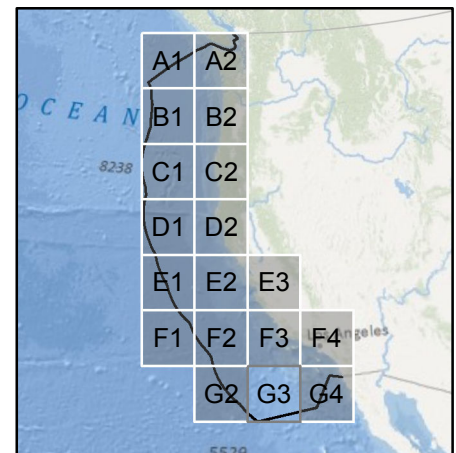 A1 A2
OCEAN
B1 B2
8238
C1 C2
D1 D2
E1 E2 E3
F1 F2 F3 F4
Los Angeles
G2 G3 G4
5529